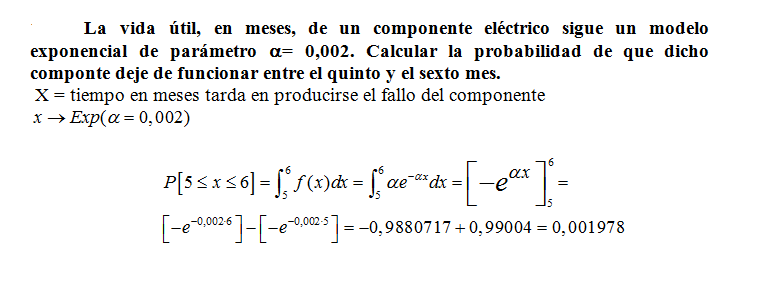 La vida útil, en meses, de un componente eléctrico sigue un modelo
exponencial de parámetro α= 0,002. Calcular la probabilidad de que dicho
componte deje de funcionar entre el quinto y el sexto mes.
X = tiempo en meses tarda en producirse el fallo del componente
x → Exp(α = 0,002)
P[5 ≤ x ≤ 6] = ∫₅⁶ f(x)dx = ∫₅⁶ αe^{-αx} dx = [-e^{αx}]₅⁶ =
[-e^{-0,002·6}] - [-e^{-0,002·5}] = -0,9880717 + 0,99004 = 0,001978